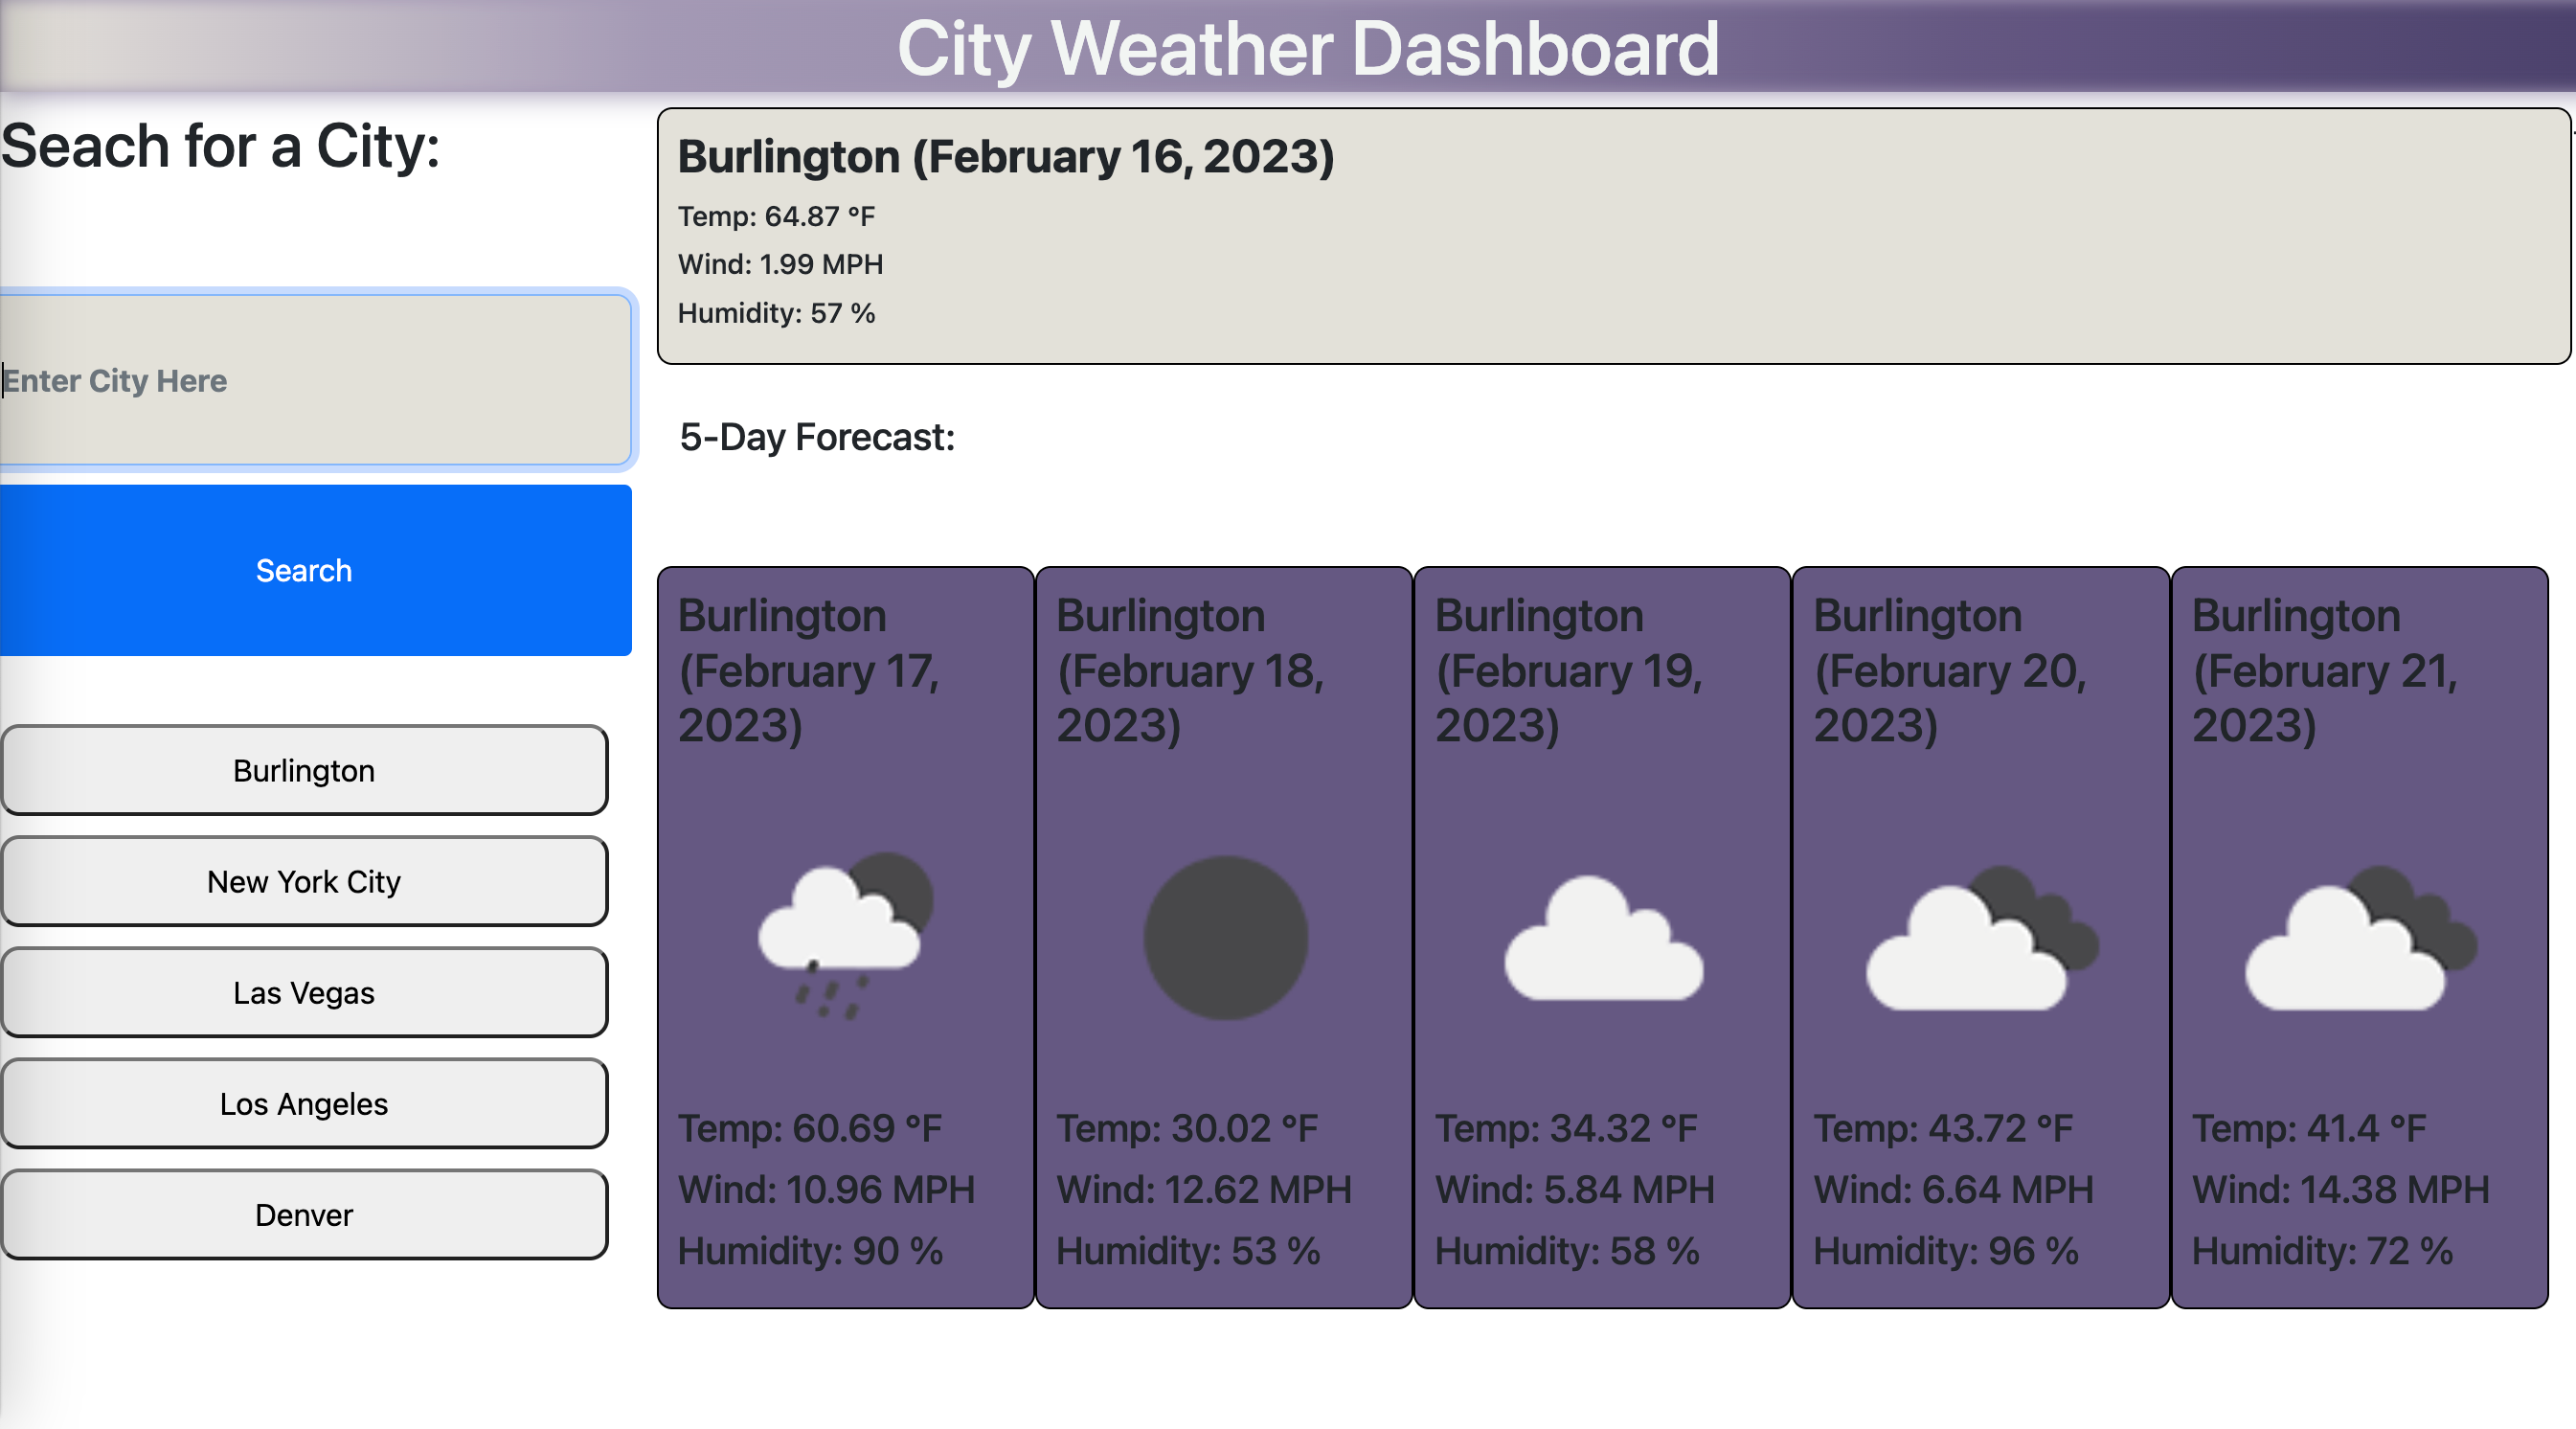 City Weather Dashboard
Seach for a City:
Enter City Here
Search
Burlington
New York City
Las Vegas
Los Angeles
Denver
Burlington (February 16, 2023)
Temp: 64.87 °F
Wind: 1.99 MPH
Humidity: 57 %
5-Day Forecast:
Burlington
(February 17,
2023)
Temp: 60.69 °F
Wind: 10.96 MPH
Humidity: 90 %
Burlington
(February 18,
2023)
Temp: 30.02 °F
Wind: 12.62 MPH
Humidity: 53 %
Burlington
(February 19,
2023)
Temp: 34.32 °F
Wind: 5.84 MPH
Humidity: 58 %
Burlington
(February 20,
2023)
Temp: 43.72 °F
Wind: 6.64 MPH
Humidity: 96 %
Burlington
(February 21,
2023)
Temp: 41.4 °F
Wind: 14.38 MPH
Humidity: 72 %